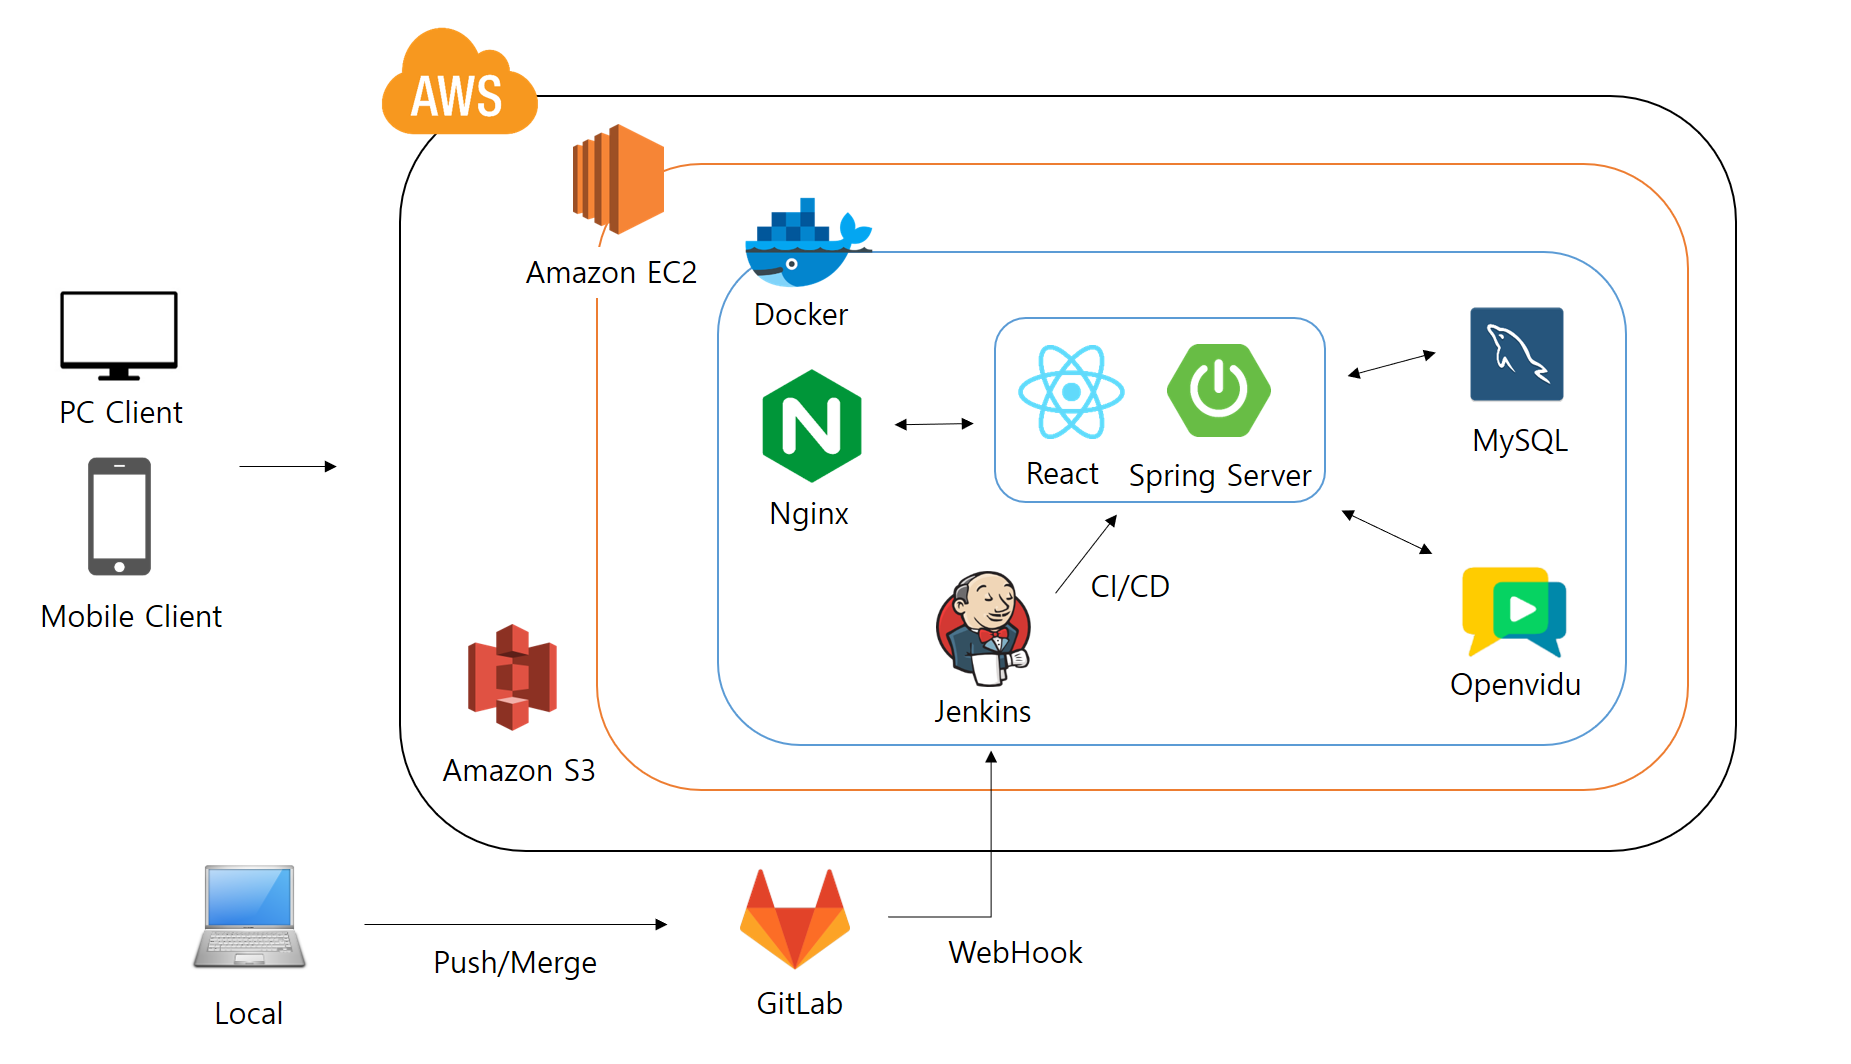 AWS
Amazon EC2
Docker
PC Client
MySQL
React
Spring Server
Nginx
CI/CD
Mobile Client
Openvidu
Jenkins
Amazon S3
WebHook
Push/Merge
GitLab
Local